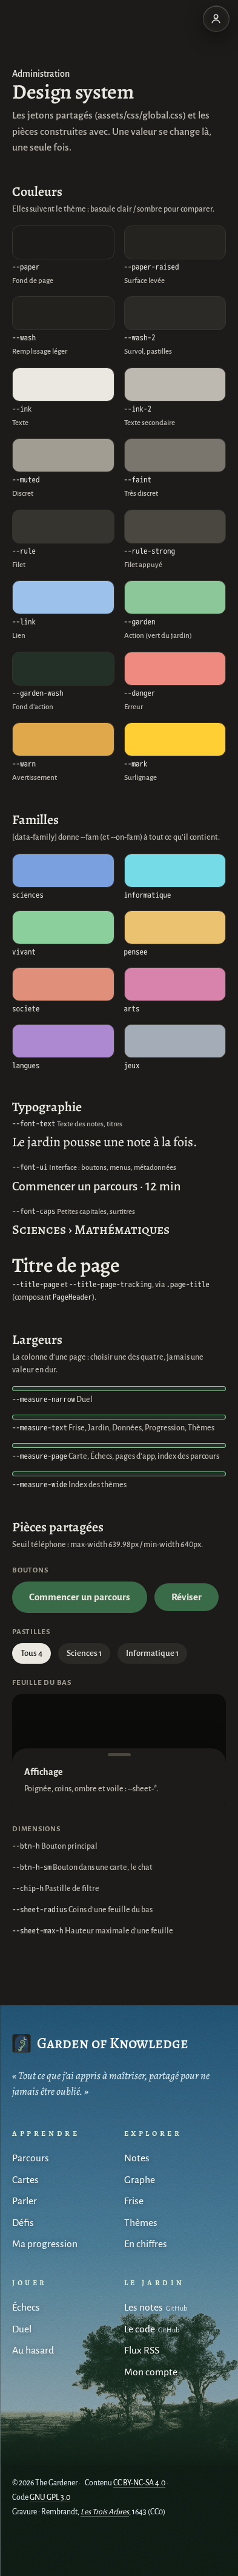 Administration
Design system
Les jetons partagés (assets/css/global.css) et les
pièces construites avec. Une valeur se change là,
une seule fois.
Couleurs
Elles suivent le thème : bascule clair / sombre pour comparer.
--paper
Fond de page
--paper-raised
Surface levée
--wash
Remplissage léger
--wash-2
Survol, pastilles
--ink
Texte
--ink-2
Texte secondaire
--muted
Discret
--faint
Très discret
--rule
Filet
--rule-strong
Filet appuyé
--link
Lien
--garden
Action (vert du jardin)
--garden-wash
Fond d'action
--danger
Erreur
--warn
Avertissement
--mark
Surlignage
Familles
[data-family] donne --fam (et --on-fam) à tout ce qu'il contient.
sciences
informatique
vivant
pensee
societe
arts
langues
jeux
Typographie
--font-text Texte des notes, titres
Le jardin pousse une note à la fois.
--font-ui Interface : boutons, menus, métadonnées
Commencer un parcours · 12 min
--font-caps Petites capitales, surtitres
Sciences › Mathématiques
Titre de page
--title-page et --title-page-tracking, via .page-title
(composant PageHeader).
Largeurs
La colonne d'une page : choisir une des quatre, jamais une
valeur en dur.
--measure-narrow Duel
--measure-text Frise, Jardin, Données, Progression, Thèmes
--measure-page Carte, Échecs, pages d'app, index des parcours
--measure-wide Index des thèmes
Pièces partagées
Seuil téléphone : max-width 639.98px / min-width 640px.
BOUTONS
Commencer un parcours
Réviser
PASTILLES
Tous 4
Sciences 1
Informatique 1
FEUILLE DU BAS
Affichage
Poignée, coins, ombre et voile : --sheet-*.
DIMENSIONS
--btn-h Bouton principal
--btn-h-sm Bouton dans une carte, le chat
--chip-h Pastille de filtre
--sheet-radius Coins d'une feuille du bas
--sheet-max-h Hauteur maximale d'une feuille
Garden of Knowledge
« Tout ce que j'ai appris à maîtriser, partagé pour ne
jamais être oublié. »
APPRENDRE
Parcours
Cartes
Parler
Défis
Ma progression
EXPLORER
Notes
Graphe
Frise
Thèmes
En chiffres
JOUER
Échecs
Duel
Au hasard
LE JARDIN
Les notes GitHub
Le code GitHub
Flux RSS
Mon compte
© 2026 The Gardener Contenu CC BY-NC-SA 4.0
Code GNU GPL 3.0
Gravure : Rembrandt, Les Trois Arbres, 1643 (CC0)